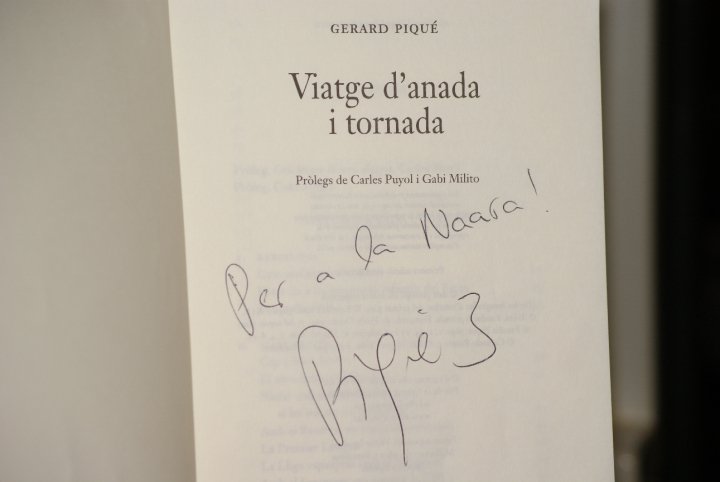 GERARD PIQUÉ
Viatge d'anada
i tornada
Pròlegs de Carles Puyol i Gabi Milito
Per a la Naara!
Piqué 3